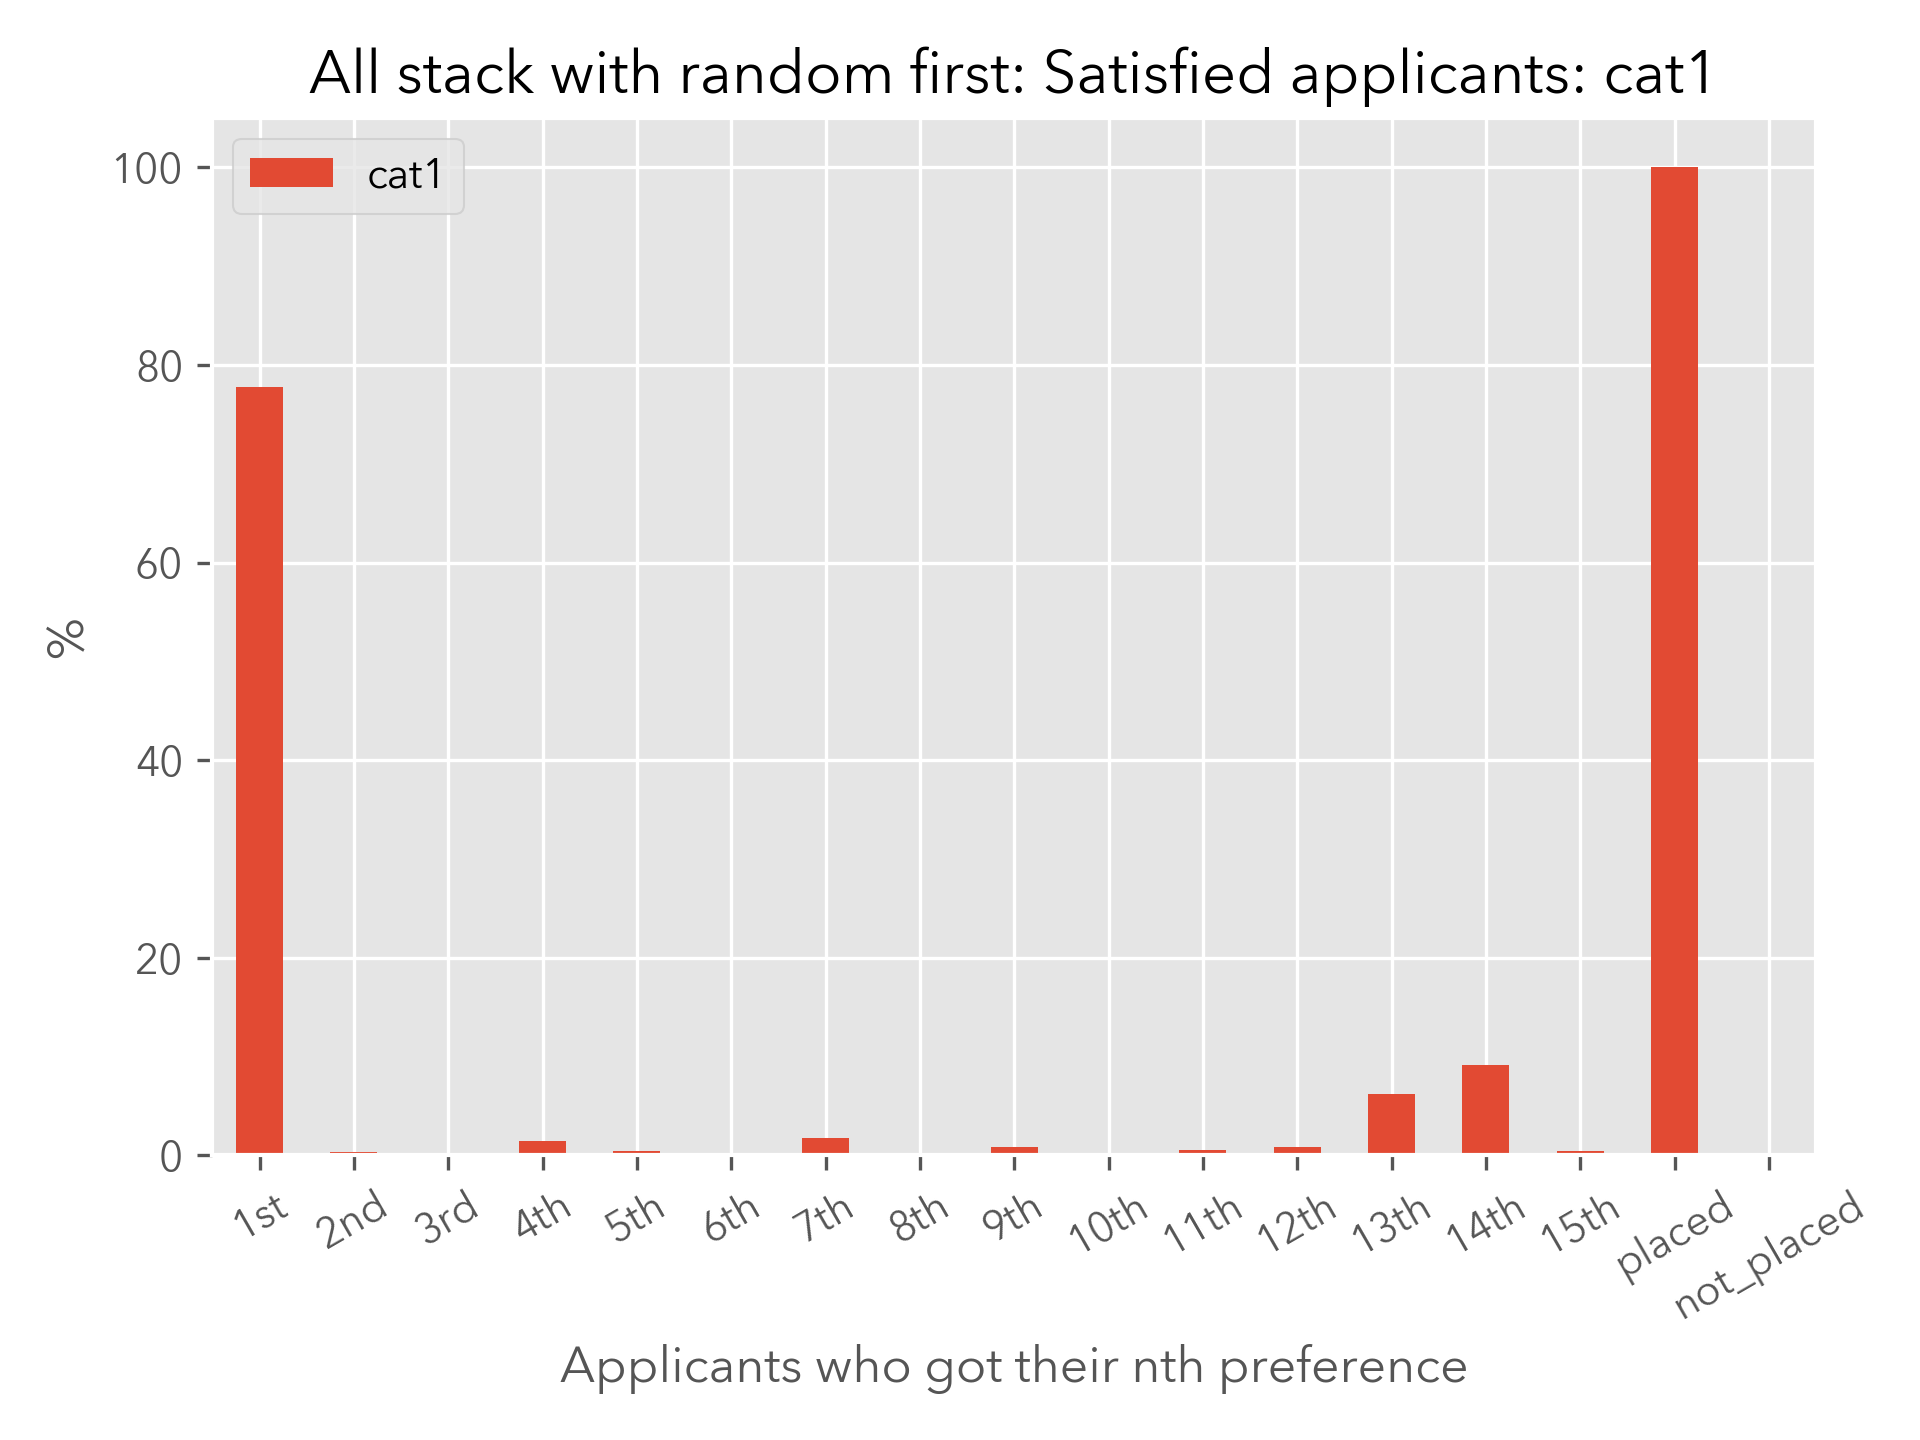 All stack with random first: Satisfied applicants: cat1
cat1
100
80
60
40
20
0
%
1st
2nd
3rd
4th
5th
6th
7th
8th
9th
10th
11th
12th
13th
14th
15th
placed
not_placed
Applicants who got their nth preference